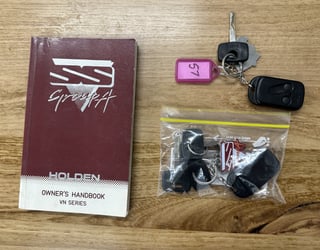 SS
Group A
HOLDEN
OWNER'S HANDBOOK
VN SERIES
57